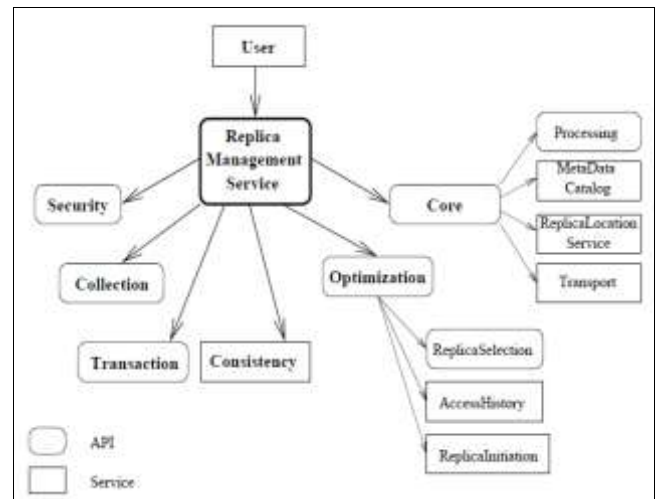 User
Replica
Management
Service
Processing
MetaData
Catalog
Security
Core
ReplicaLocation
Service
Collection
Optimization
Transport
Transaction
Consistency
ReplicaSelection
AccessHistory
ReplicaInitiation
API
Service